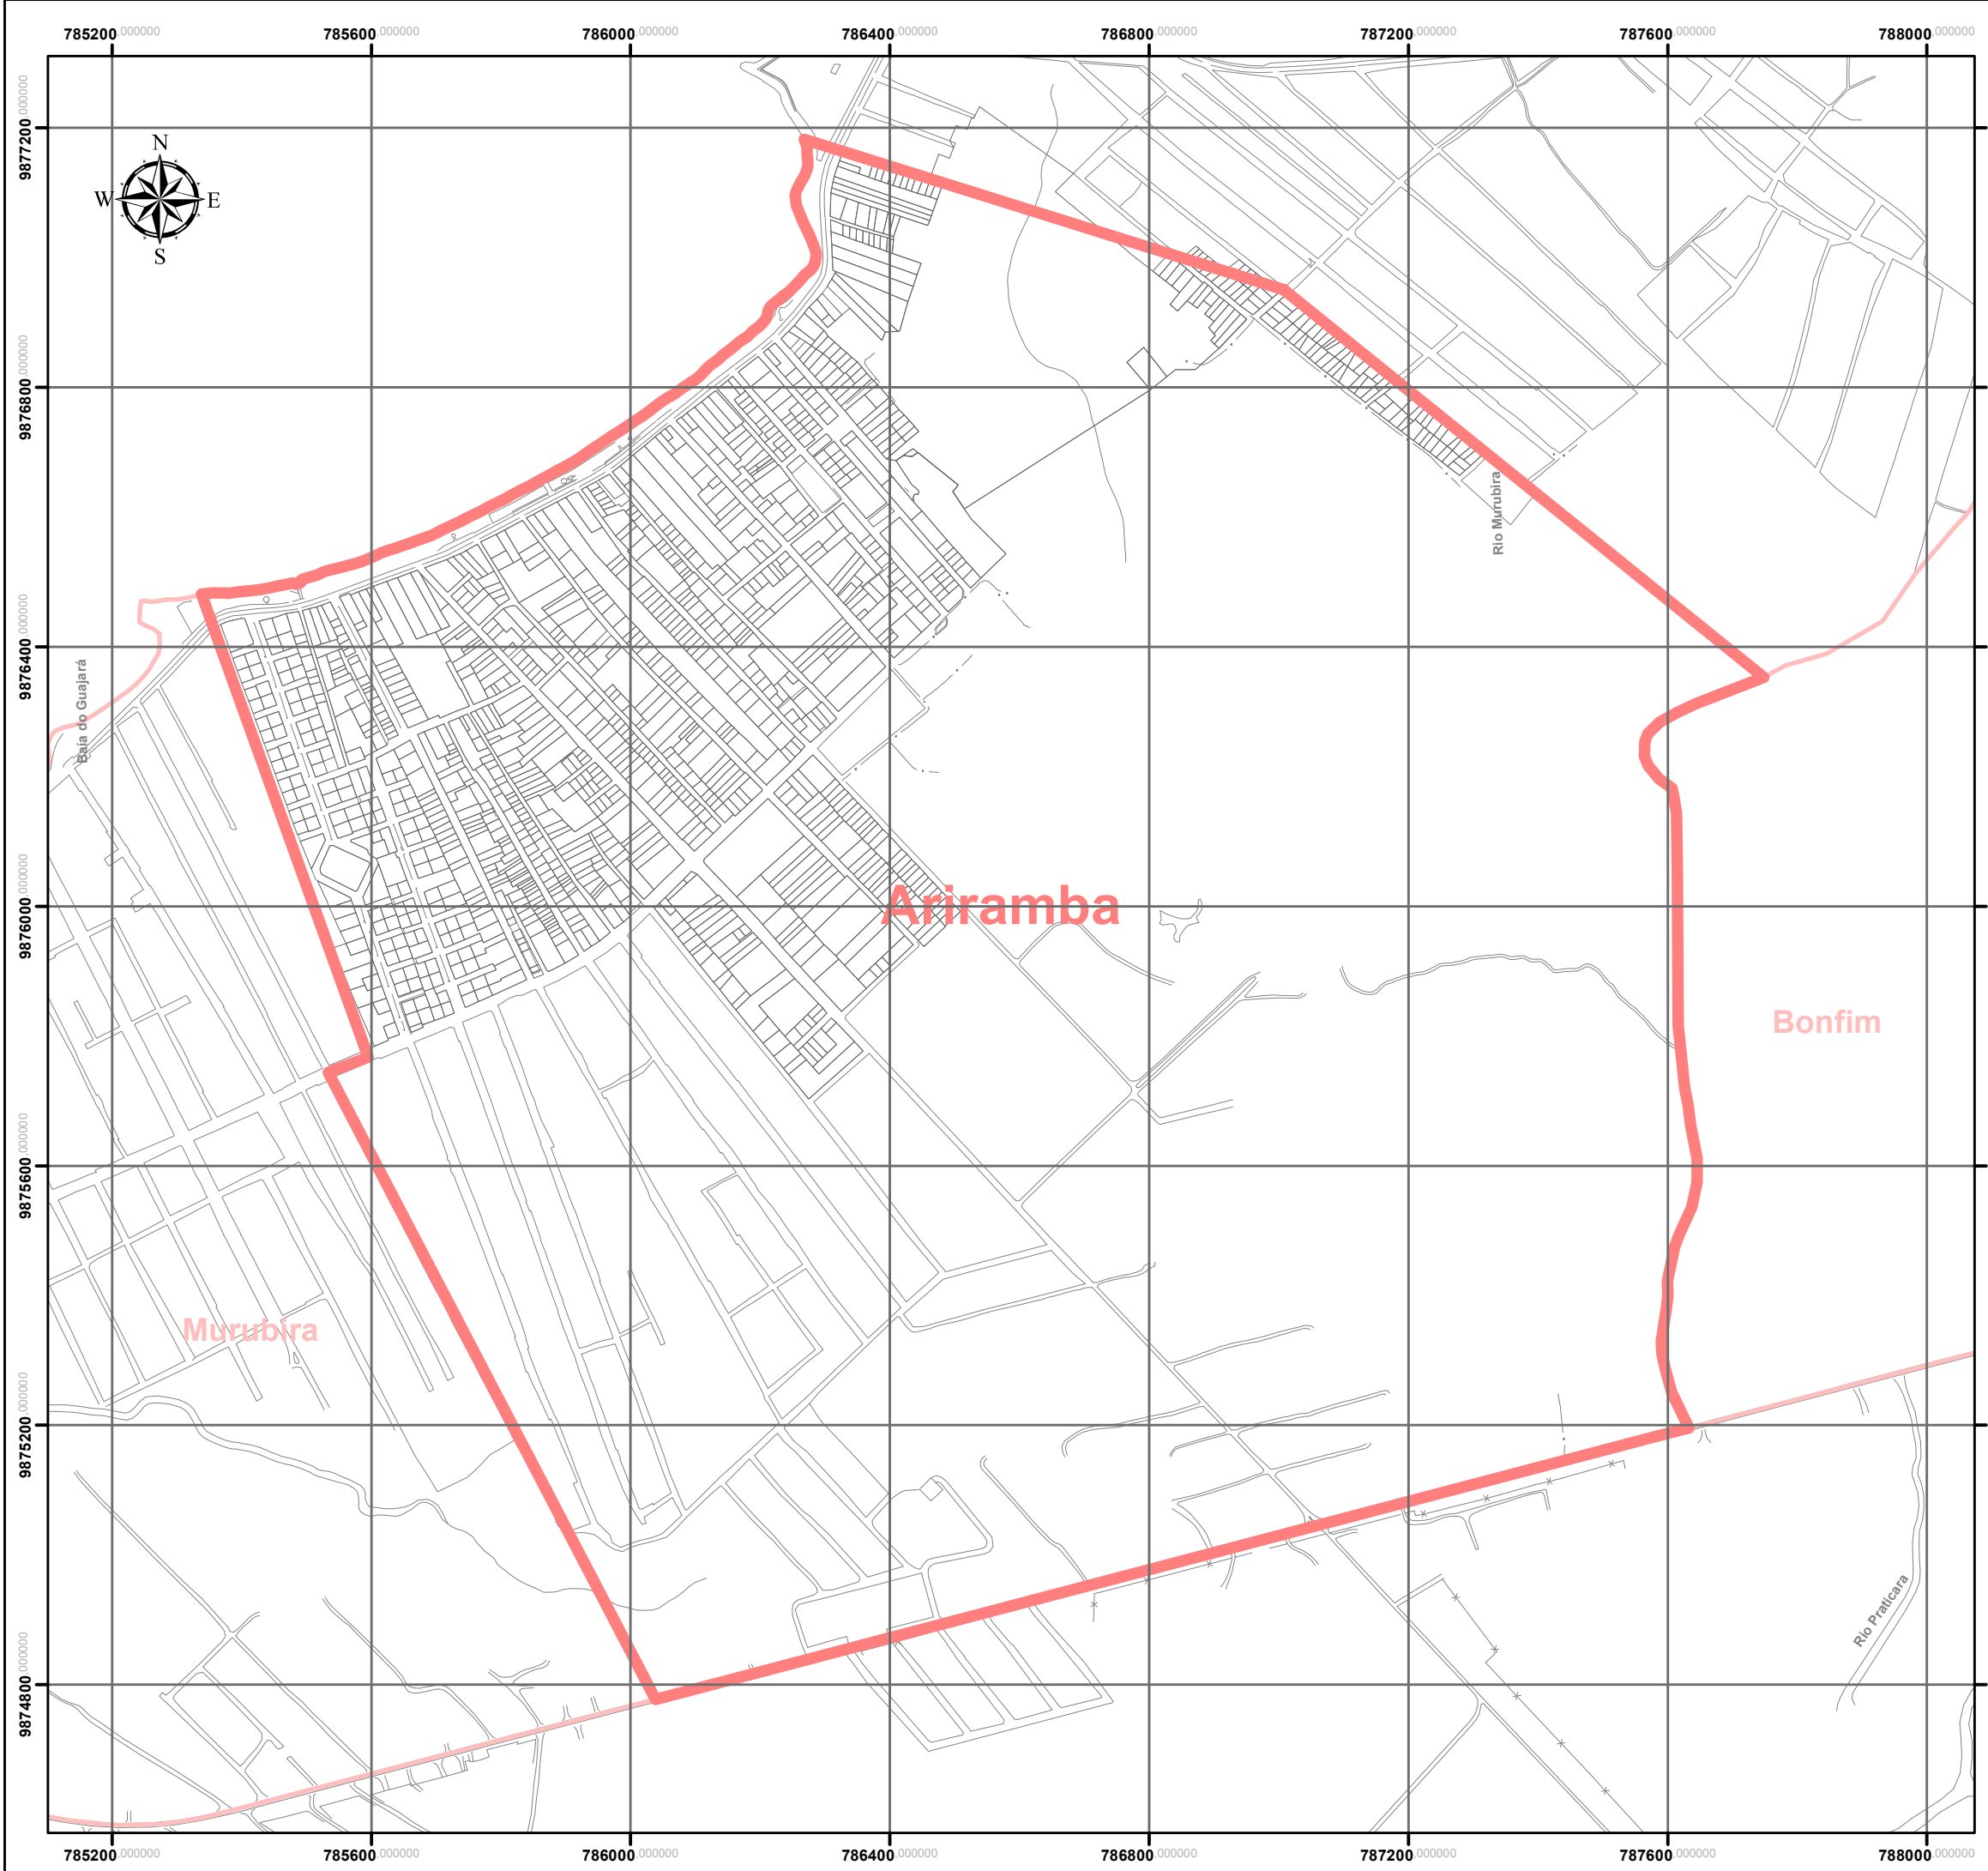 785200.000000 785600.000000 786000.000000 786400.000000 786800.000000 787200.000000 787600.000000 788000.000000
9877200.000000
N
W E
S
9876800.000000
Rio Murubira
9876400.000000
Baía do Guajará
9876000.000000
Ariramba
Bonfim
9875600.000000
Murubira
9875200.000000
Rio Praticara
9874800.000000
785200.000000 785600.000000 786000.000000 786400.000000 786800.000000 787200.000000 787600.000000 788000.000000